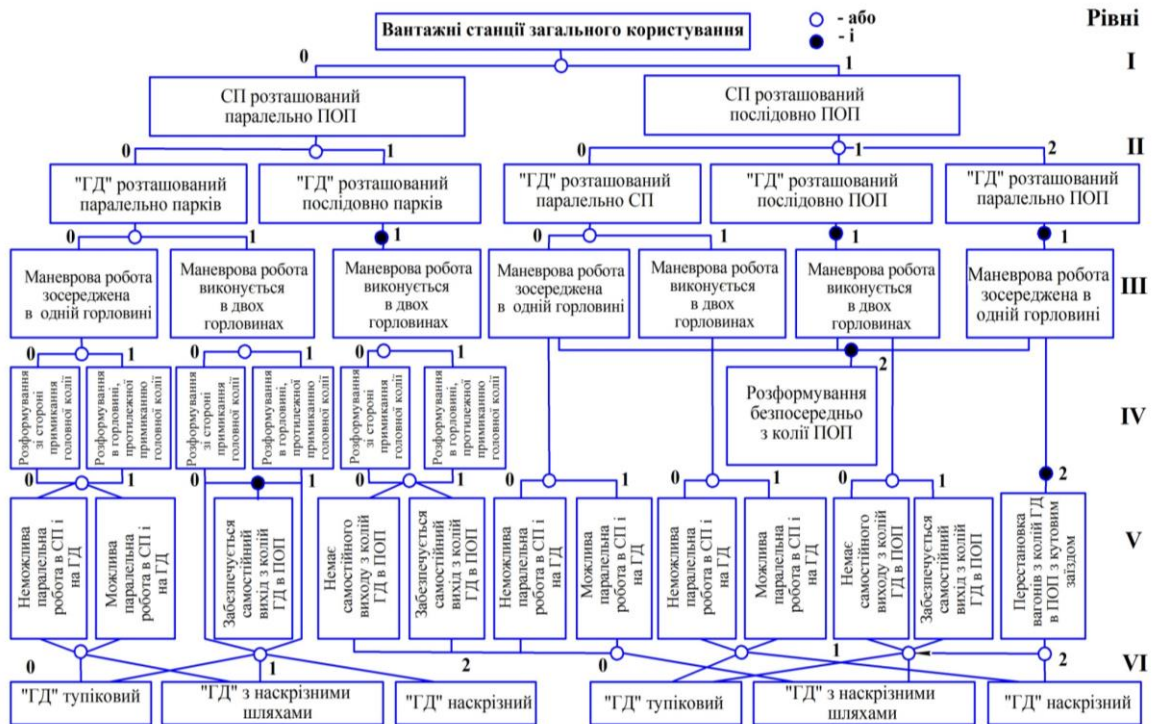 Вантажні станції загального користування
- або
- і
Рівні
I
0
1
СП розташований
паралельно ПОП
СП розташований
послідовно ПОП
II
0
1
0
1
2
"ГД" розташований
паралельно парків
"ГД" розташований
послідовно парків
"ГД" розташований
паралельно СП
"ГД" розташований
послідовно ПОП
"ГД" розташований
паралельно ПОП
0
1
1
0
1
1
1
Маневрова робота
зосереджена
в одній горловині
Маневрова робота
виконується
в двох
горловинах
Маневрова робота
виконується
в двох
горловинах
Маневрова робота
зосереджена
в одній горловині
Маневрова робота
виконується
в двох
горловинах
Маневрова робота
виконується
в двох
горловинах
Маневрова робота
зосереджена в
одній горловині
III
0
1
0
1
0
1
2
Розформування
зі стороні
примикання
головної колії
Розформування
в горловині,
протилежної
примиканню
головної колії
Розформування
зі стороні
примикання
головної колії
Розформування
в горловині,
протилежної
примиканню
головної колії
Розформування
зі стороні
примикання
головної колії
Розформування
в горловині,
протилежної
примиканню
головної колії
Розформування
безпосередньо
з колії ПОП
IV
0
1
0
1
0
1
0
1
0
1
0
1
2
Неможлива
паралельна
робота в СП і
на ГД
Можлива
паралельна
робота в СП і
на ГД
Забезпечується
самостійний
вихід з колій
ГД в ПОП
Немає
самостійного
виходу з колій
ГД в ПОП
Забезпечується
самостійний
вихід з колій
ГД в ПОП
Неможлива
паралельна
робота в СП і
на ГД
Можлива
паралельна
робота в СП і
на ГД
Неможлива
паралельна
робота в СП і
на ГД
Можлива
паралельна
робота в СП і
на ГД
Немає
самостійного
виходу з колій
ГД в ПОП
Забезпечується
самостійний
вихід з колій
ГД в ПОП
Перестановка
вагонів з колій ГД
в ПОП з кутовим
заїздом
V
0
1
2
0
1
2
VI
"ГД" тупіковий
"ГД" з наскрізними
шляхами
"ГД" наскрізний
"ГД" тупіковий
"ГД" з наскрізними
шляхами
"ГД" наскрізний